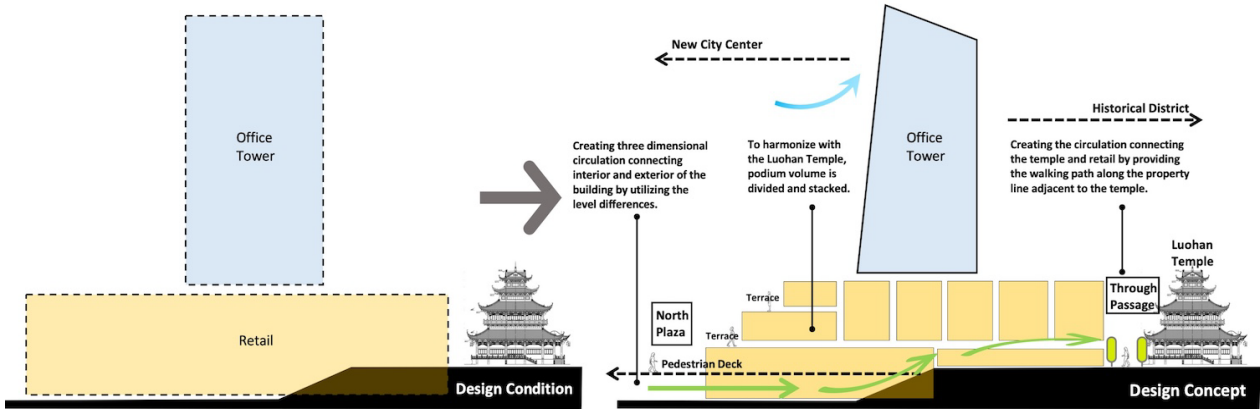 Office
Tower
Retail
Design Condition
New City Center
Historical District
Creating three dimensional
circulation connecting
interior and exterior of the
building by utilizing the
level differences.
To harmonize with
the Luohan Temple,
podium volume is
divided and stacked.
Office
Tower
Creating the circulation connecting
the temple and retail by providing
the walking path along the property
line adjacent to the temple.
Luohan
Temple
Through
Passage
North
Plaza
Terrace
Terrace
Pedestrian Deck
Design Concept